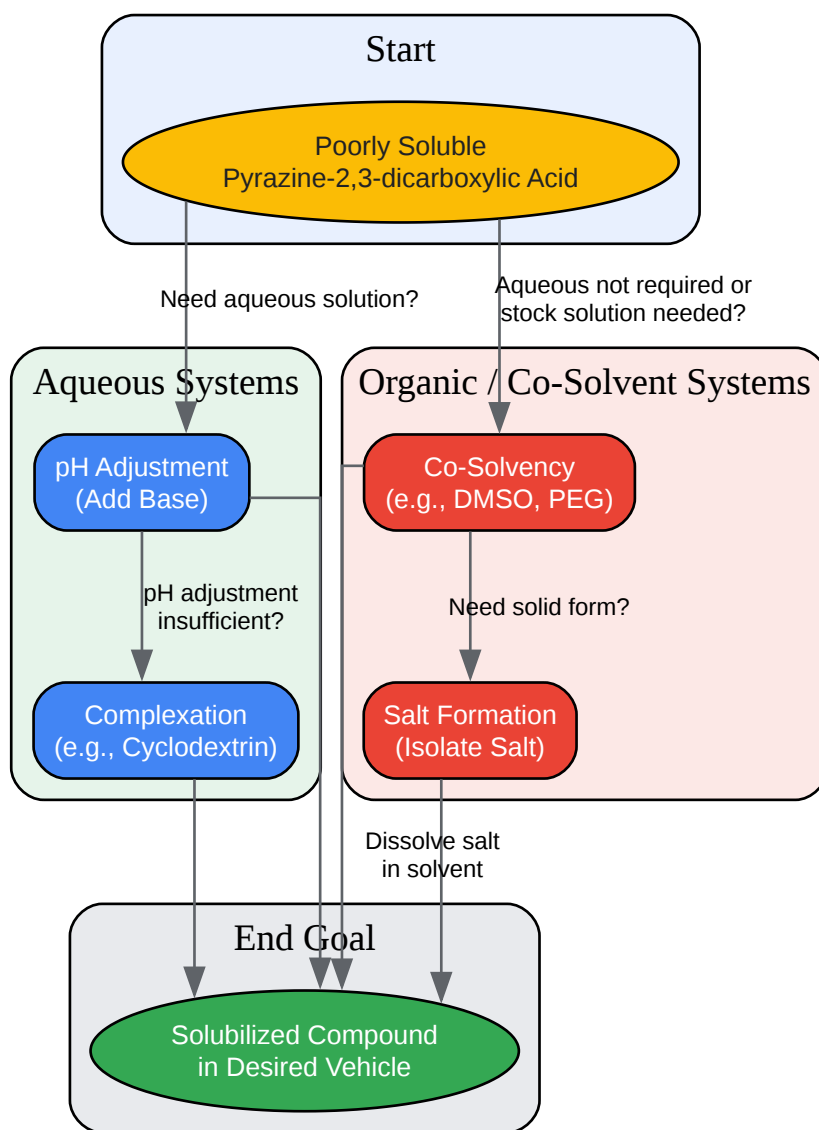 Start
Poorly Soluble
Pyrazine-2,3-dicarboxylic Acid
Need aqueous solution?
Aqueous not required or
stock solution needed?
Aqueous Systems
Organic / Co-Solvent Systems
pH Adjustment
(Add Base)
Co-Solvency
(e.g., DMSO, PEG)
pH adjustment
insufficient?
Need solid form?
Complexation
(e.g., Cyclodextrin)
Salt Formation
(Isolate Salt)
Dissolve salt
in solvent
End Goal
Solubilized Compound
in Desired Vehicle